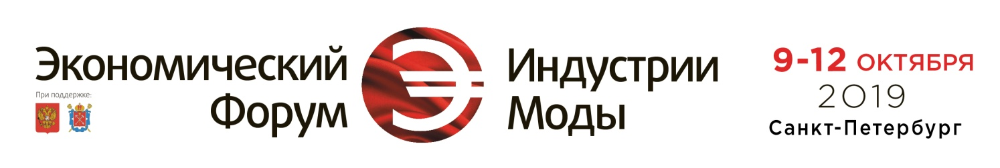 Экономический
Форум
При поддержке:
Э
Индустрии
Моды
9-12 ОКТЯБРЯ
2019
Санкт-Петербург